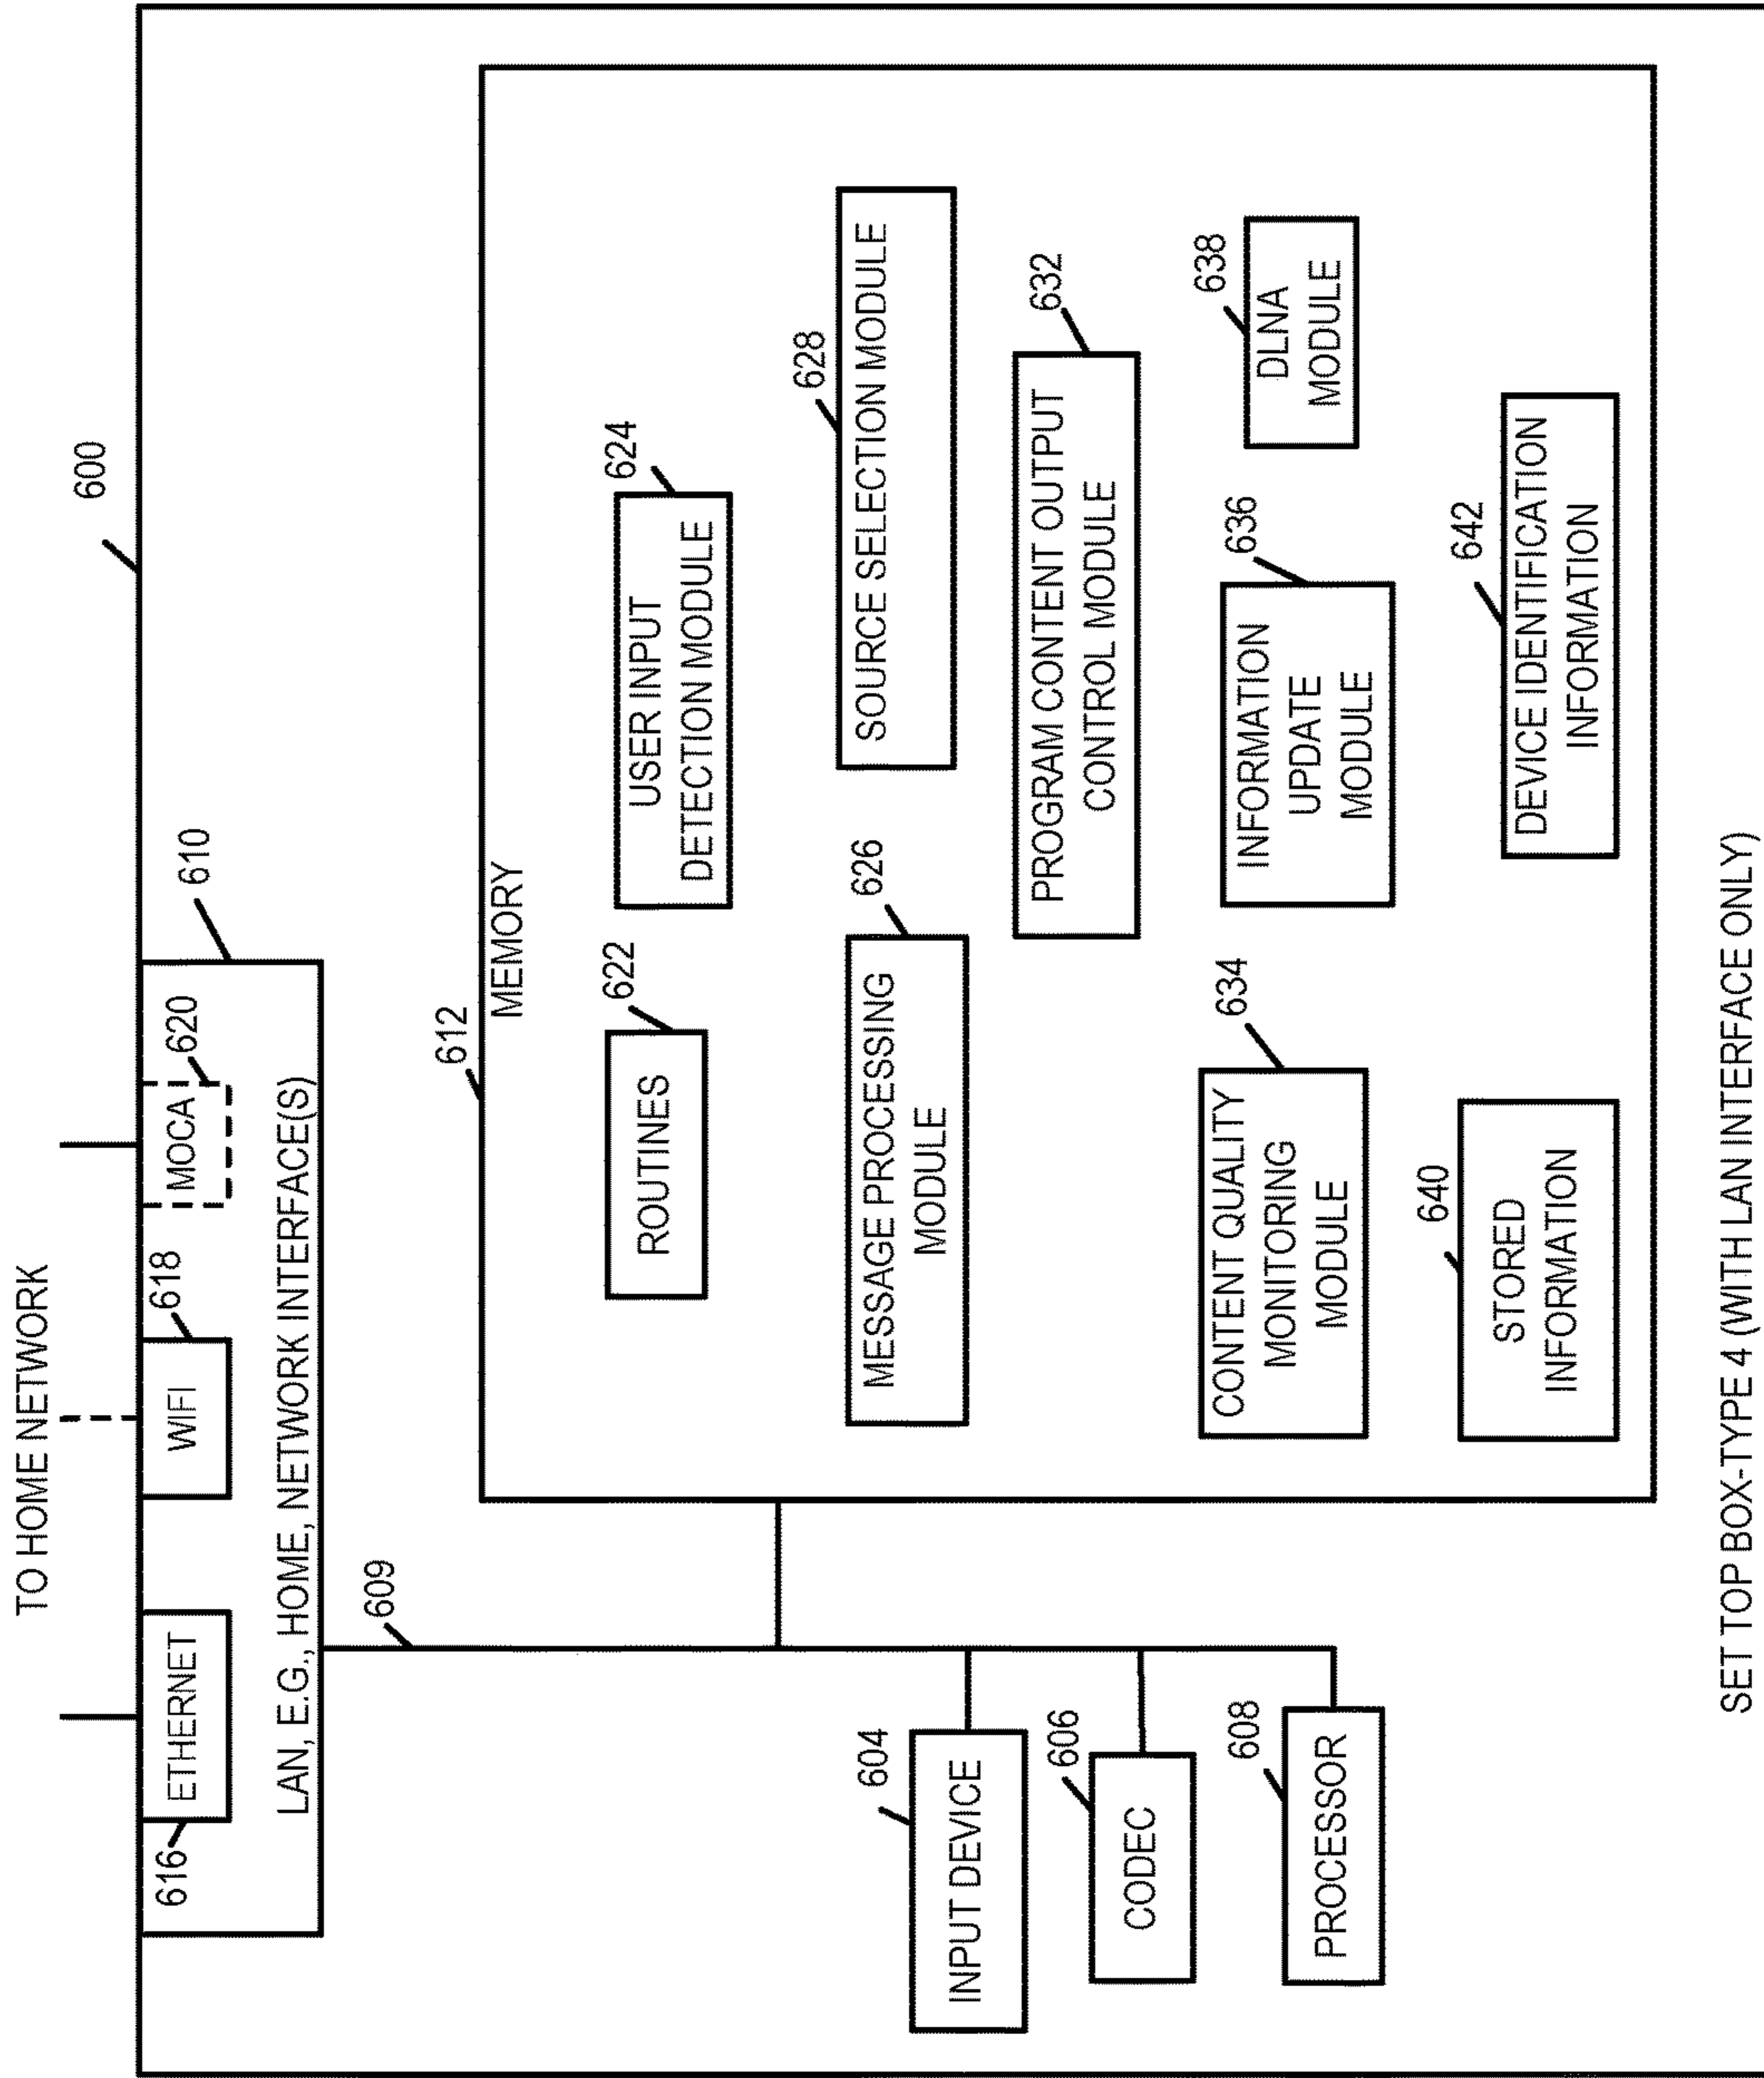 TO HOME NETWORK
600
616
ETHERNET
618
WIFI
620
MOCA
610
LAN, E.G., HOME, NETWORK INTERFACE(S)
609
612
MEMORY
604
INPUT DEVICE
606
CODEC
608
PROCESSOR
622
ROUTINES
624
USER INPUT
DETECTION MODULE
626
MESSAGE PROCESSING
MODULE
628
SOURCE SELECTION MODULE
632
PROGRAM CONTENT OUTPUT
CONTROL MODULE
634
CONTENT QUALITY
MONITORING
MODULE
636
INFORMATION
UPDATE
MODULE
638
DLNA
MODULE
640
STORED
INFORMATION
642
DEVICE IDENTIFICATION
INFORMATION
SET TOP BOX-TYPE 4 (WITH LAN INTERFACE ONLY)